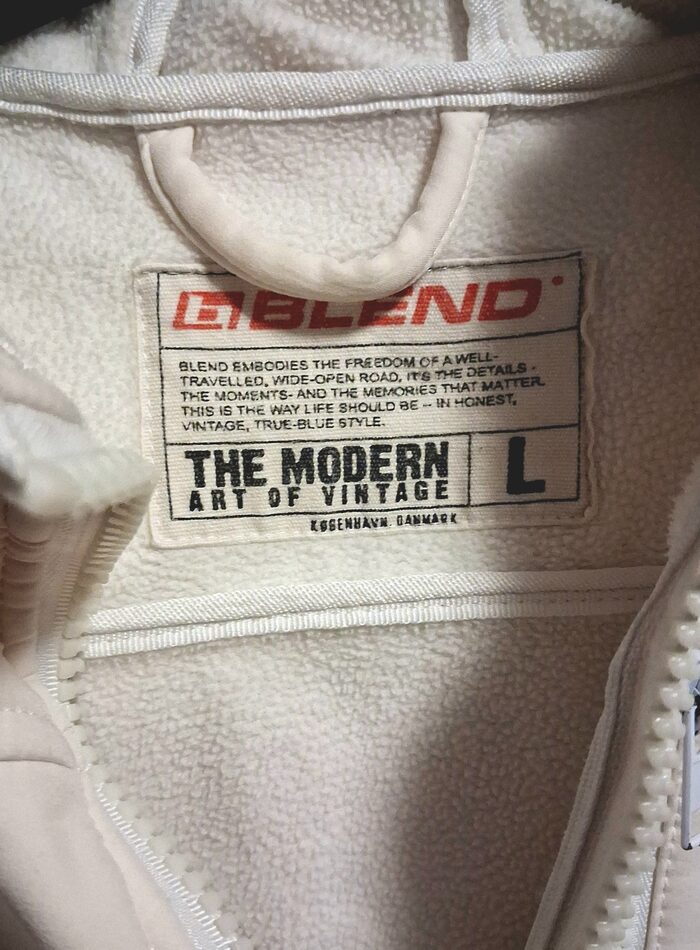 BLEND
BLEND EMBODIES THE FREEDOM OF A WELL-
TRAVELLED, WIDE-OPEN ROAD, IT'S THE DETAILS -
THE MOMENTS- AND THE MEMORIES THAT MATTER.
THIS IS THE WAY LIFE SHOULD BE – IN HONEST,
VINTAGE, TRUE-BLUE STYLE.
THE MODERN
ART OF VINTAGE
L
KØBENHAVN DANMARK